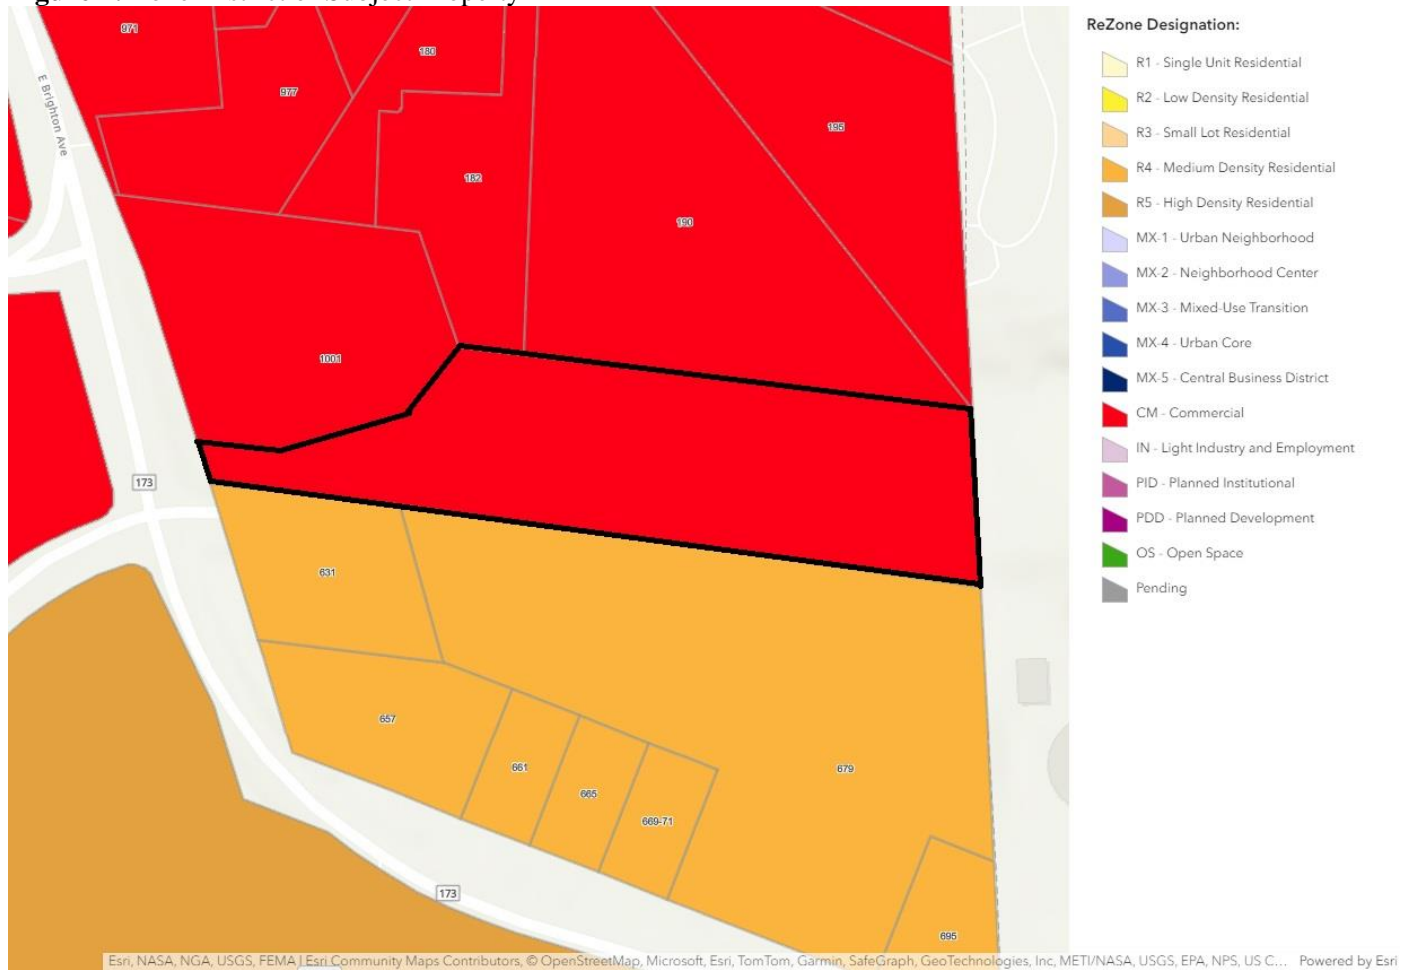 ReZone Designation:
R1 - Single Unit Residential
R2 - Low Density Residential
R3 - Small Lot Residential
R4 - Medium Density Residential
R5 - High Density Residential
MX-1 - Urban Neighborhood
MX-2 - Neighborhood Center
MX-3 - Mixed-Use Transition
MX-4 - Urban Core
MX-5 - Central Business District
CM - Commercial
IN - Light Industry and Employment
PID - Planned Institutional
PDD - Planned Development
OS - Open Space
Pending
971
180
977
E Brighton Ave
195
182
190
1001
173
631
657
661
679
665
669-71
173
695
Esri, NASA, NGA, USGS, FEMA | Esri Community Maps Contributors, © OpenStreetMap, Microsoft, Esri, TomTom, Garmin, SafeGraph, GeoTechnologies, Inc, METI/NASA, USGS, EPA, NPS, US C... Powered by Esri